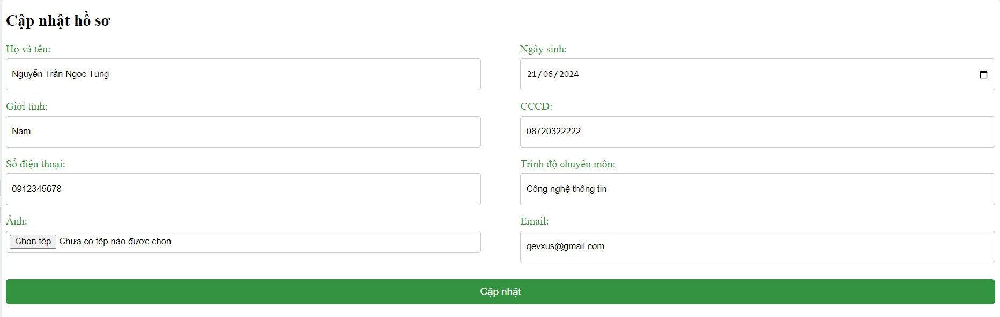 Cập nhật hồ sơ
Họ và tên:
Nguyễn Trần Ngọc Tùng
Ngày sinh:
21/06/2024
Giới tính:
Nam
CCCD:
08720322222
Số điện thoại:
0912345678
Trình độ chuyên môn:
Công nghệ thông tin
Ảnh:
Chọn tệp Chưa có tệp nào được chọn
Email:
qevxus@gmail.com
Cập nhật